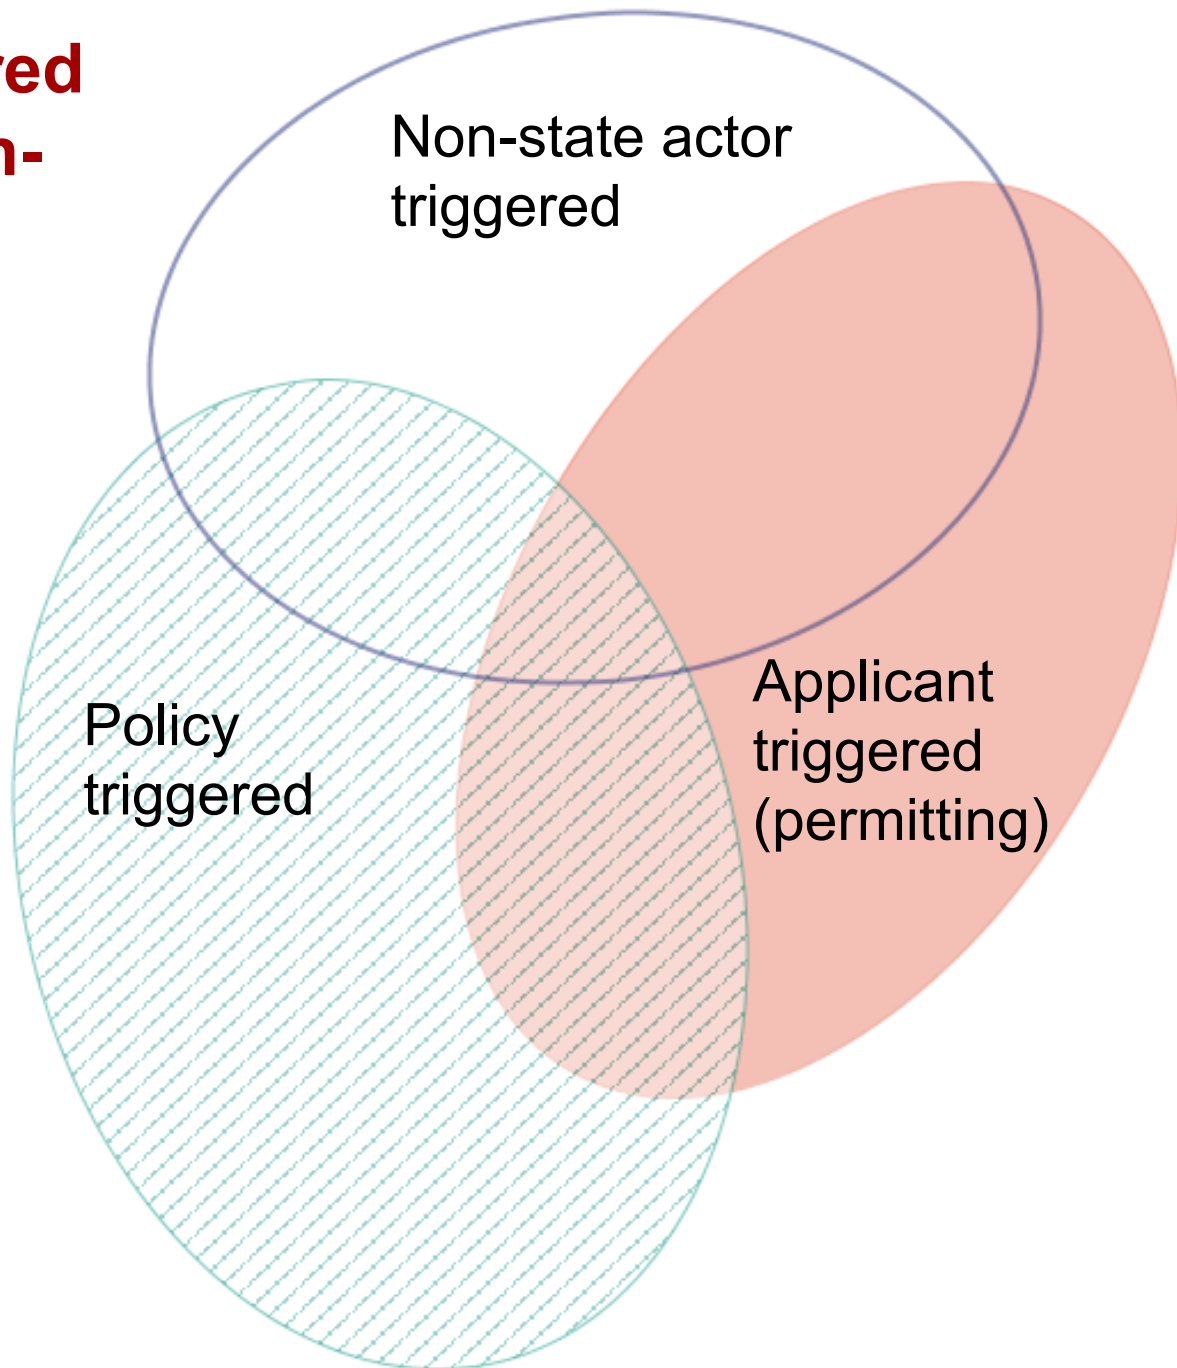 Non-state actor
triggered
Policy
triggered
Applicant
triggered
(permitting)